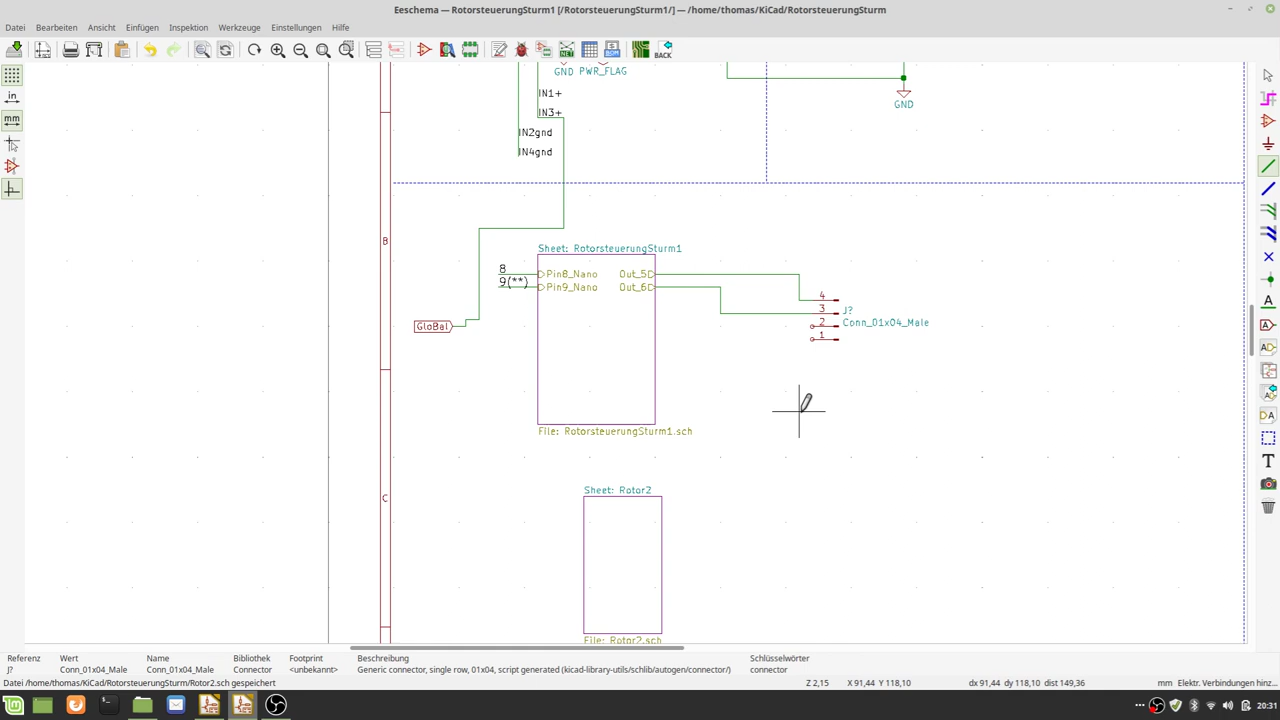 Eeschema — RotorsteuerungSturm1 [/RotorsteuerungSturm1/] — /home/thomas/KiCad/RotorsteuerungSturm
Datei Bearbeiten Ansicht Einfügen Inspektion Werkzeuge Einstellungen Hilfe
BOM BACK
in
mm
GND PWR_FLAG
GND
IN1+
IN3+
IN2gnd
IN4gnd
B
Sheet: RotorsteuerungSturm1
8 Pin8_Nano Out_5
9(**) Pin9_Nano Out_6
GloBal
4
3 J?
2 Conn_01x04_Male
1
File: RotorsteuerungSturm1.sch
C
Sheet: Rotor2
File: Rotor2.sch
Referenz Wert Name Bibliothek Footprint Beschreibung Schlüsselwörter
J? Conn_01x04_Male Conn_01x04_Male Connector <unbekannt> Generic connector, single row, 01x04, script generated (kicad-library-utils/schlib/autogen/connector/) connector
Datei /home/thomas/KiCad/RotorsteuerungSturm/Rotor2.sch gespeichert Z 2,15 X 91,44 Y 118,10 dx 91,44 dy 118,10 dist 149,36 mm Elektr. Verbindungen hinz...
20:31